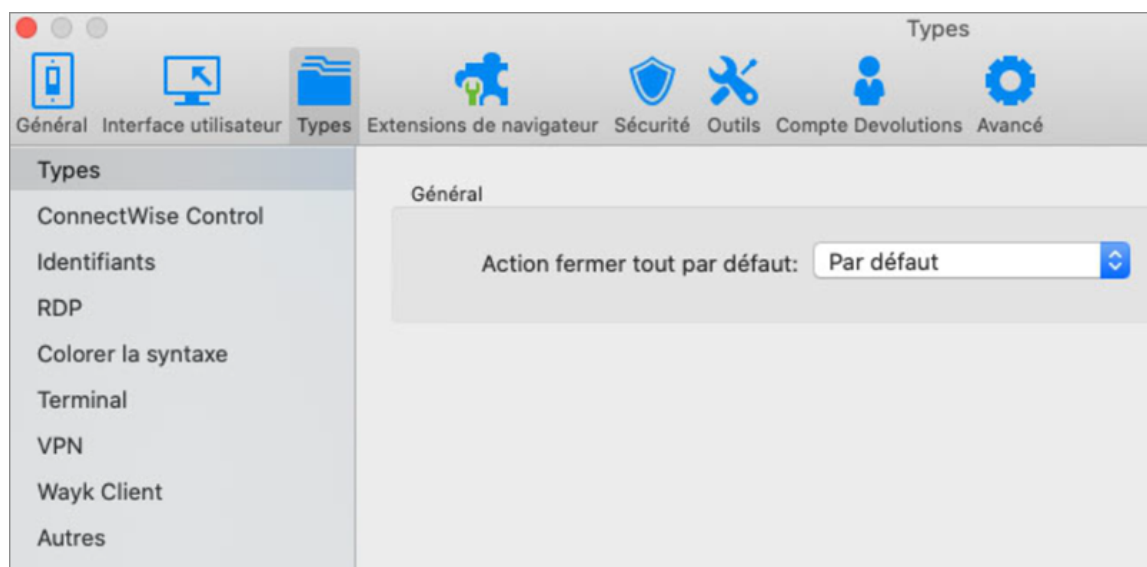 Types
Général Interface utilisateur Types Extensions de navigateur Sécurité Outils Compte Devolutions Avancé
Types
ConnectWise Control
Identifiants
RDP
Colorer la syntaxe
Terminal
VPN
Wayk Client
Autres
Général
Action fermer tout par défaut: Par défaut